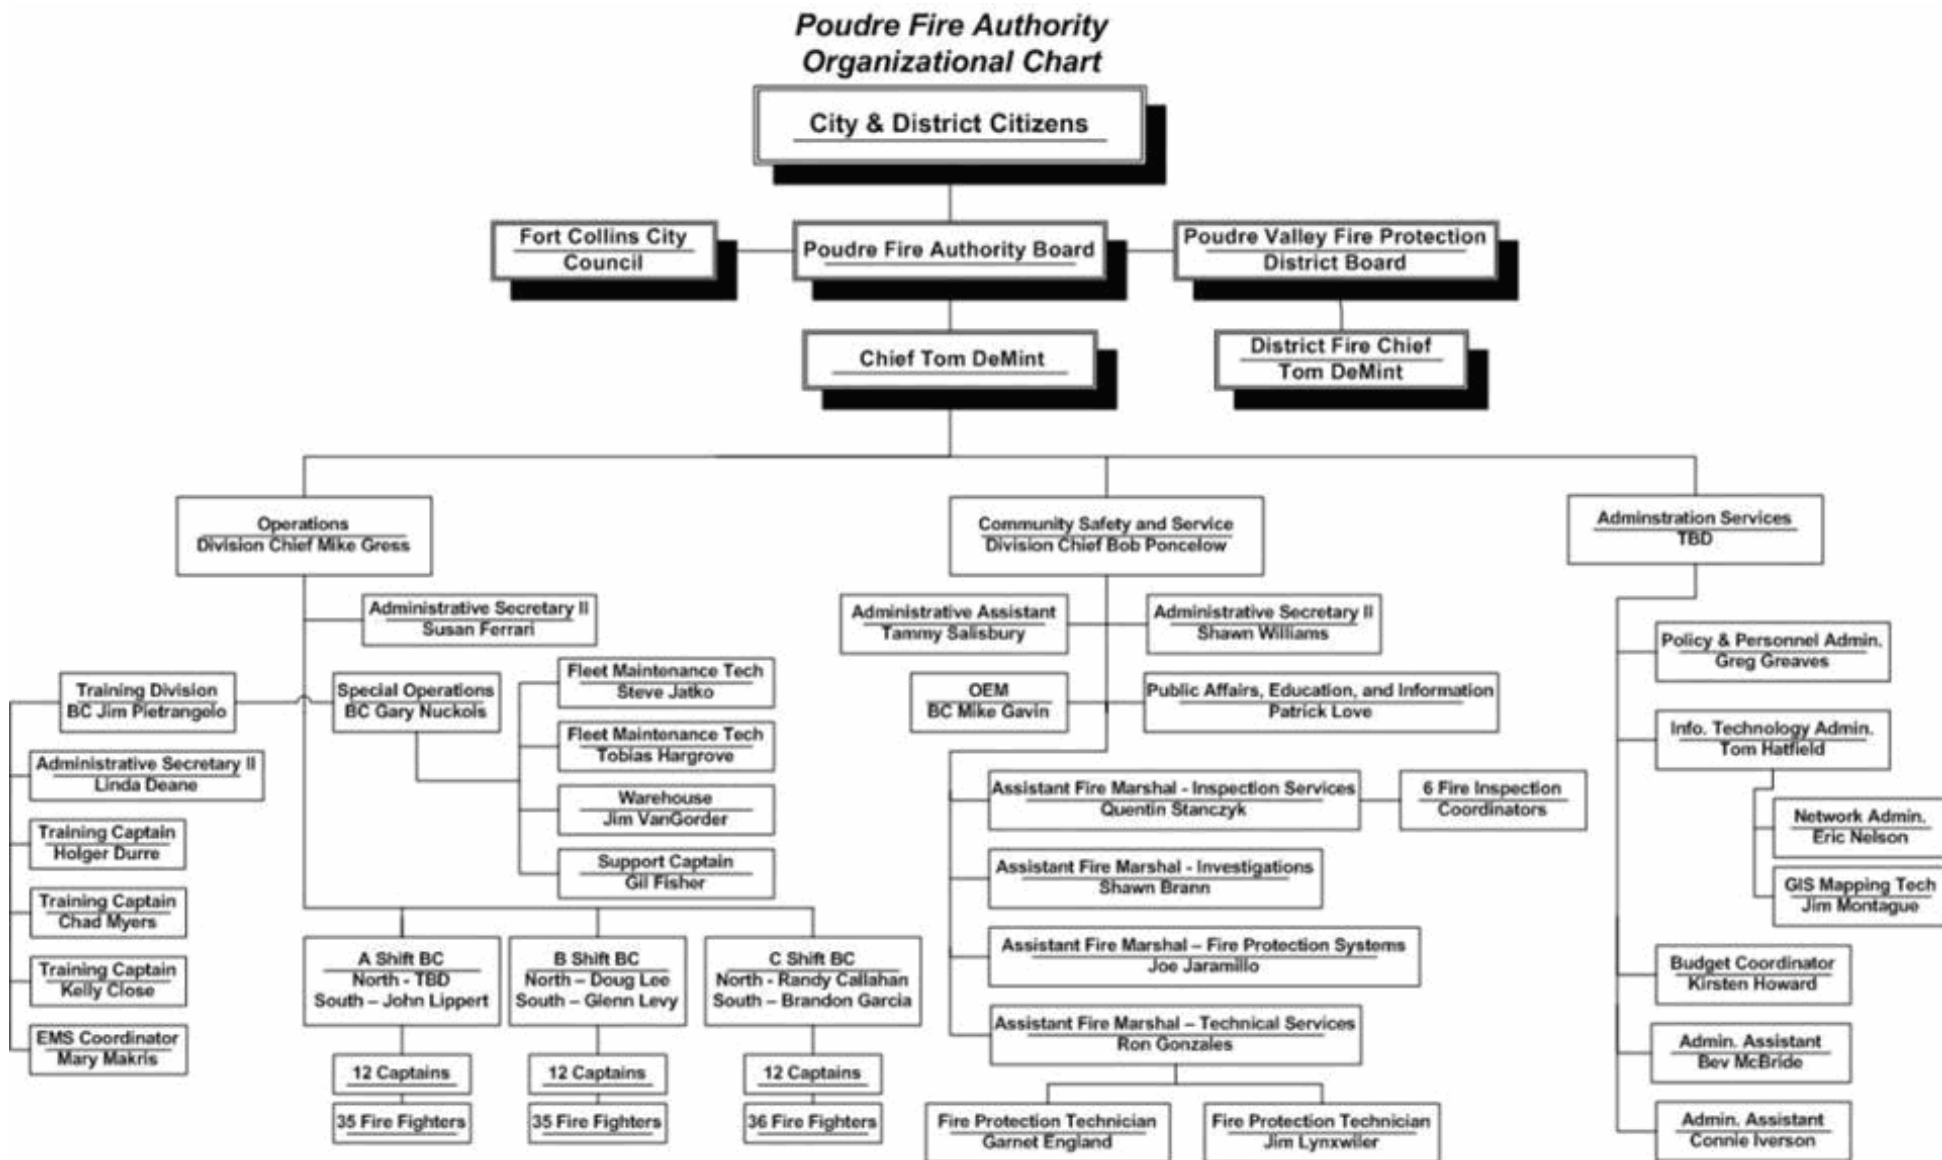 Poudre Fire Authority
Organizational Chart
City & District Citizens
Fort Collins City
Council
Poudre Fire Authority Board
Poudre Valley Fire Protection
District Board
Chief Tom DeMint
District Fire Chief
Tom DeMint
Operations
Division Chief Mike Gress
Administrative Secretary II
Susan Ferrari
Training Division
BC Jim Pietrangelo
Special Operations
BC Gary Nuckols
Fleet Maintenance Tech
Steve Jatko
Fleet Maintenance Tech
Tobias Hargrove
Warehouse
Jim VanGorder
Support Captain
Gil Fisher
Administrative Secretary II
Linda Deane
Training Captain
Holger Durre
Training Captain
Chad Myers
Training Captain
Kelly Close
EMS Coordinator
Mary Makris
A Shift BC
North - TBD
South – John Lippert
12 Captains
35 Fire Fighters
B Shift BC
North – Doug Lee
South – Glenn Levy
12 Captains
35 Fire Fighters
C Shift BC
North - Randy Callahan
South – Brandon Garcia
12 Captains
36 Fire Fighters
Community Safety and Service
Division Chief Bob Poncelow
Administrative Assistant
Tammy Salisbury
Administrative Secretary II
Shawn Williams
OEM
BC Mike Gavin
Public Affairs, Education, and Information
Patrick Love
Assistant Fire Marshal - Inspection Services
Quentin Stanczyk
6 Fire Inspection
Coordinators
Assistant Fire Marshal - Investigations
Shawn Brann
Assistant Fire Marshal – Fire Protection Systems
Joe Jaramillo
Assistant Fire Marshal – Technical Services
Ron Gonzales
Fire Protection Technician
Garnet England
Fire Protection Technician
Jim Lynxwiler
Adminstration Services
TBD
Policy & Personnel Admin.
Greg Greaves
Info. Technology Admin.
Tom Hatfield
Network Admin.
Eric Nelson
GIS Mapping Tech
Jim Montague
Budget Coordinator
Kirsten Howard
Admin. Assistant
Bev McBride
Admin. Assistant
Connie Iverson